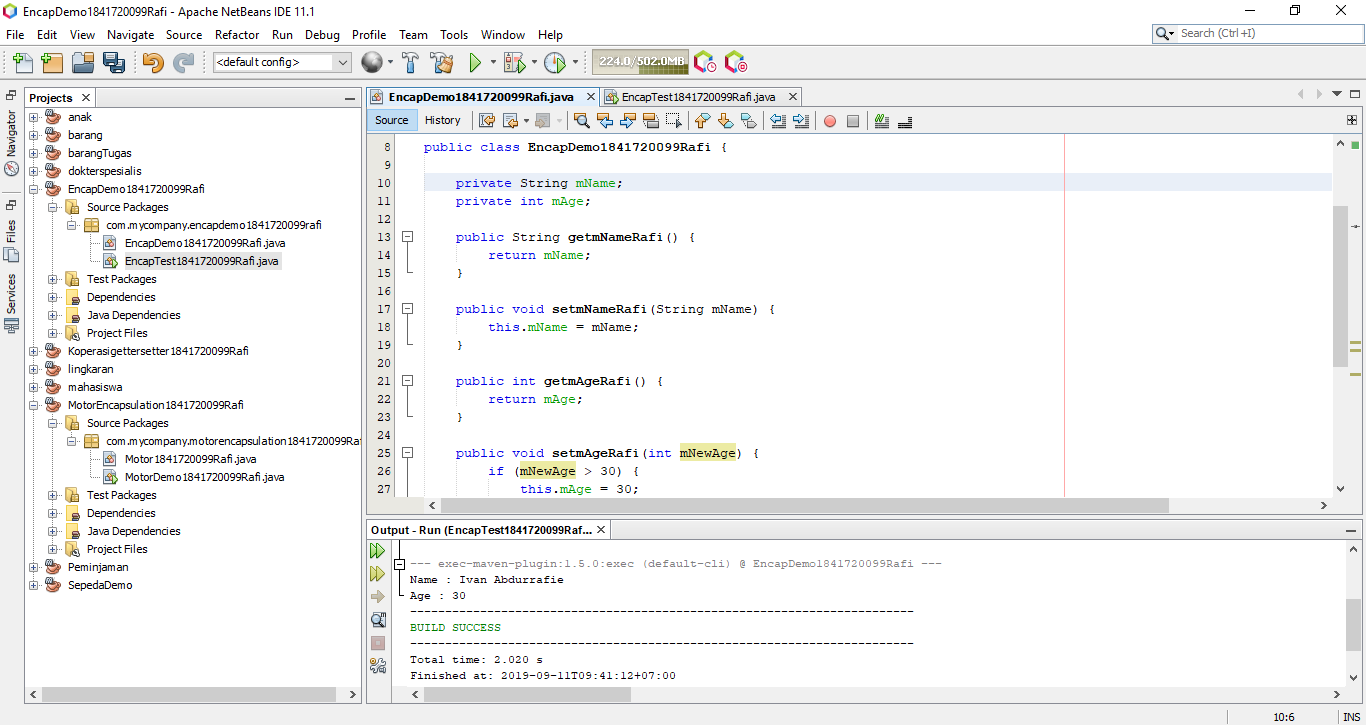 EncapDemo1841720099Rafi - Apache NetBeans IDE 11.1
File Edit View Navigate Source Refactor Run Debug Profile Team Tools Window Help
Search (Ctrl+I)
<default config>
224.0/502.0MB
Navigator
Files
Services
Projects
anak
barang
barangTugas
dokterspesialis
EncapDemo1841720099Rafi
Source Packages
com.mycompany.encapdemo1841720099rafi
EncapDemo1841720099Rafi.java
EncapTest1841720099Rafi.java
Test Packages
Dependencies
Java Dependencies
Project Files
Koperasigettersetter1841720099Rafi
lingkaran
mahasiswa
MotorEncapsulation1841720099Rafi
Source Packages
com.mycompany.motorencapsulation1841720099Ra
Motor1841720099Rafi.java
MotorDemo1841720099Rafi.java
Test Packages
Dependencies
Java Dependencies
Project Files
Peminjaman
SepedaDemo
EncapDemo1841720099Rafi.java EncapTest1841720099Rafi.java
Source History
8 public class EncapDemo1841720099Rafi {
9
10 private String mName;
11 private int mAge;
12
13 public String getmNameRafi() {
14 return mName;
15 }
16
17 public void setmNameRafi(String mName) {
18 this.mName = mName;
19 }
20
21 public int getmAgeRafi() {
22 return mAge;
23 }
24
25 public void setmAgeRafi(int mNewAge) {
26 if (mNewAge > 30) {
27 this.mAge = 30;
Output - Run (EncapTest1841720099Raf...
--- exec-maven-plugin:1.5.0:exec (default-cli) @ EncapDemo1841720099Rafi ---
Name : Ivan Abdurrafie
Age : 30
------------------------------------------------------------------------
BUILD SUCCESS
------------------------------------------------------------------------
Total time: 2.020 s
Finished at: 2019-09-11T09:41:12+07:00
10:6 INS